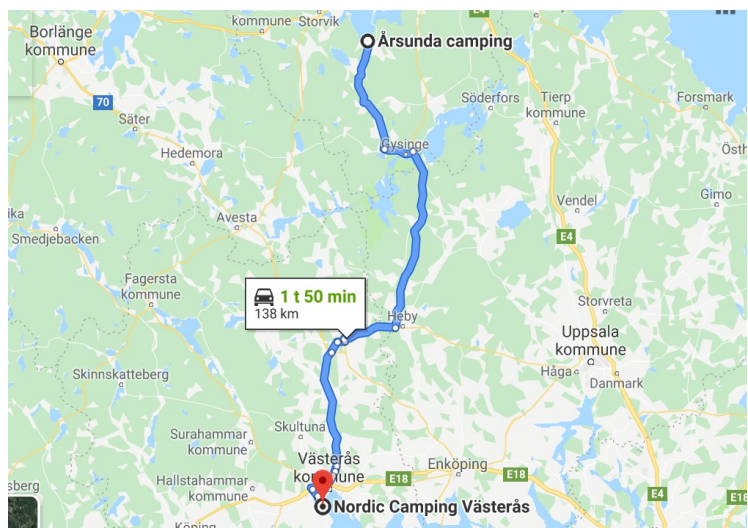 Borlänge
kommune
Storvik
kommune
Årsunda camping
70
Säter
Söderfors
Tierp
kommune
Forsmark
Hedemora
Gysinge
Östh
Avesta
Vendel
Gimo
ika
Smedjebacken
E4
E4
Fagersta
kommune
1 t 50 min
138 km
Heby
Storvreta
Uppsala
kommune
Skinnskatteberg
Håga
Danmark
Skultuna
Surahammar
kommune
Västerås
kommune
E18
Enköping
E18
E18
sberg
Hallstahammar
kommune
Nordic Camping Västerås
Köping